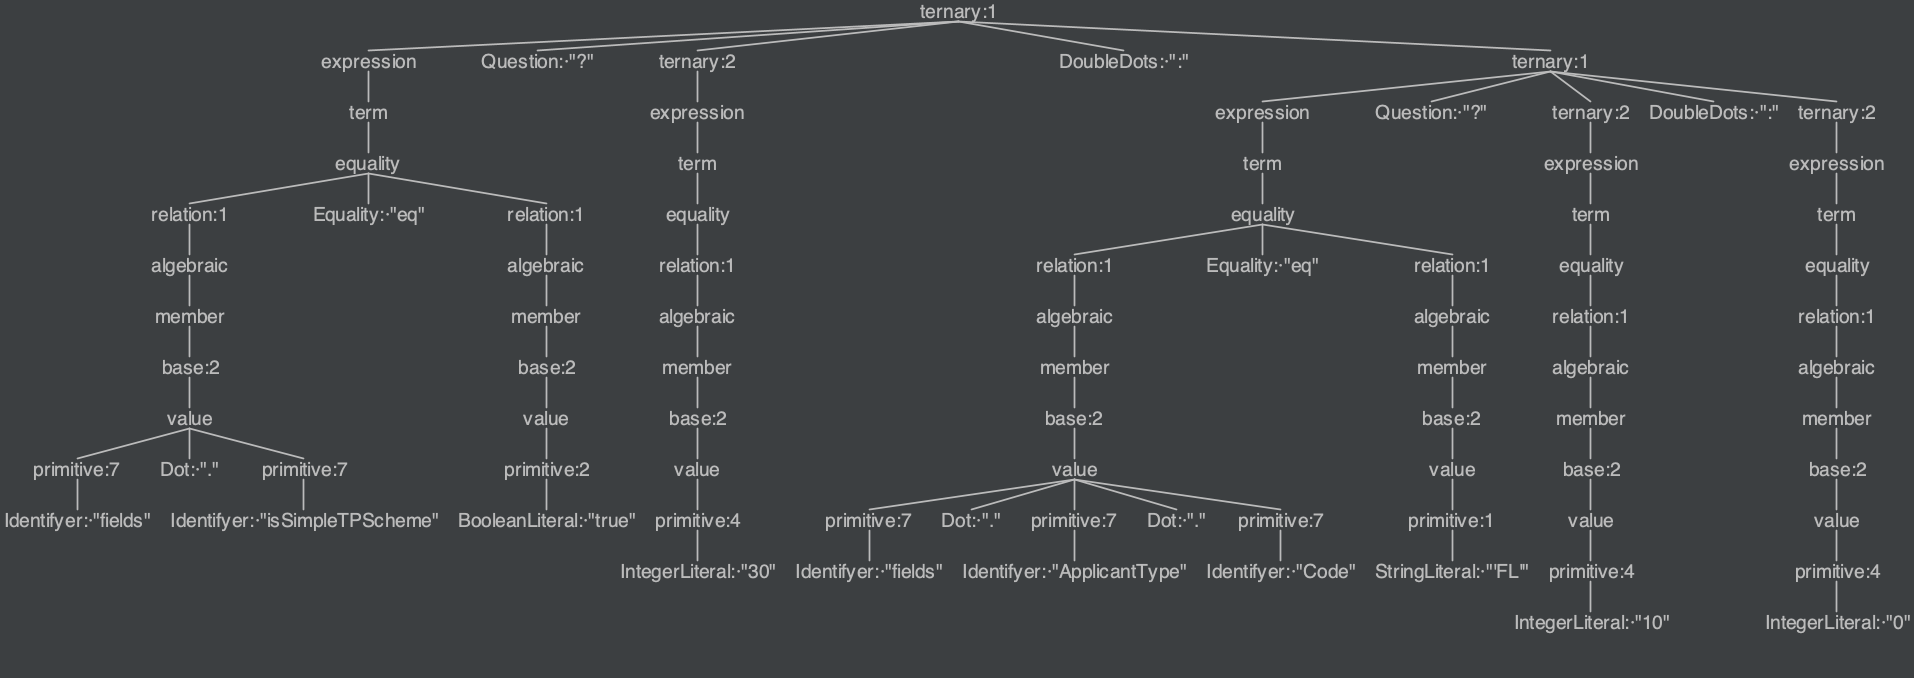 ternary:1
expression Question:·"?" ternary:2 DoubleDots:·":" ternary:1
term expression expression Question:·"?" ternary:2 DoubleDots:·":" ternary:2
equality term term expression expression
relation:1 Equality:·"eq" relation:1 equality equality term term
algebraic algebraic relation:1 relation:1 Equality:·"eq" relation:1 equality equality
member member algebraic algebraic algebraic relation:1 relation:1
base:2 base:2 member member member algebraic algebraic
value value base:2 base:2 base:2 member member
primitive:7 Dot:·"." primitive:7 primitive:2 value value value base:2 base:2
Identifyer:·"fields" Identifyer:·"isSimpleTPScheme" BooleanLiteral:·"true" primitive:4 primitive:7 Dot:·"." primitive:7 Dot:·"." primitive:7 primitive:1 value value
IntegerLiteral:·"30" Identifyer:·"fields" Identifyer:·"ApplicantType" Identifyer:·"Code" StringLiteral:·"'FL'" primitive:4 primitive:4
IntegerLiteral:·"10" IntegerLiteral:·"0"